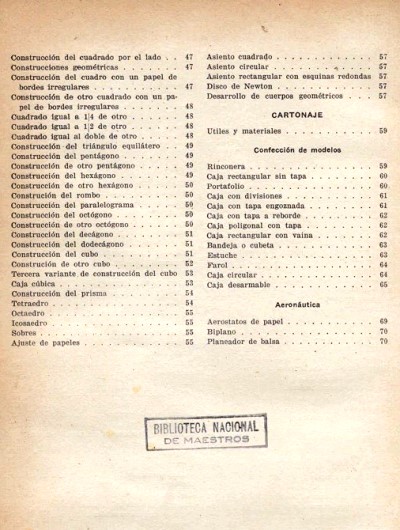 Construcción del cuadrado por el lado . . 47
Construcciones geométricas . . . . . . . . 47
Construcción del cuadro con un papel de
bordes irregulares . . . . . . . . . . . . 47
Construcción de otro cuadrado con un pa-
pel de bordes irregulares . . . . . . . . . 48
Cuadrado igual a 1|4 de otro . . . . . . . 48
Cuadrado igual a 1|2 de otro . . . . . . . 48
Cuadrado igual al doble de otro . . . . . . 48
Construcción del triángulo equilátero . . . 49
Construcción del pentágono . . . . . . . . 49
Construcción de otro pentágono . . . . . . 49
Construcción del hexágono . . . . . . . . . 49
Construcción de otro hexágono . . . . . . . 50
Construción del rombo . . . . . . . . . . . 50
Construcción del paralelograma . . . . . . 50
Construcción del octógono . . . . . . . . . 50
Construcción de otro octógono . . . . . . . 50
Construcción del decágono . . . . . . . . . 51
Construcción del dodecágono . . . . . . . . 51
Construcción del cubo . . . . . . . . . . . 51
Construcción de otro cubo . . . . . . . . . 52
Tercera variante de construcción del cubo 53
Caja cúbica . . . . . . . . . . . . . . . . 53
Construcción del prisma . . . . . . . . . . 54
Tetraedro . . . . . . . . . . . . . . . . . 54
Octaedro . . . . . . . . . . . . . . . . . 55
Icosaedro . . . . . . . . . . . . . . . . . 55
Sobres . . . . . . . . . . . . . . . . . . 55
Ajuste de papeles . . . . . . . . . . . . . 55
Asiento cuadrado . . . . . . . . . . . . . 57
Asiento circular . . . . . . . . . . . . . 57
Asiento rectangular con esquinas redondas 57
Disco de Newton . . . . . . . . . . . . . . 57
Desarrollo de cuerpos geométricos . . . . . 57
CARTONAJE
Utiles y materiales . . . . . . . . . . . . 59
Confección de modelos
Rinconera . . . . . . . . . . . . . . . . . 59
Caja rectangular sin tapa . . . . . . . . . 60
Portafolio . . . . . . . . . . . . . . . . 60
Caja con divisiones . . . . . . . . . . . . 61
Caja con tapa engoznada . . . . . . . . . . 61
Caja con tapa a reborde . . . . . . . . . . 62
Caja poligonal con tapa . . . . . . . . . . 62
Caja rectangular con vaina . . . . . . . . 62
Bandeja o cubeta . . . . . . . . . . . . . 63
Estuche . . . . . . . . . . . . . . . . . . 63
Farol . . . . . . . . . . . . . . . . . . . 64
Caja circular . . . . . . . . . . . . . . . 64
Caja desarmable . . . . . . . . . . . . . . 65
Aeronáutica
Aerostatos de papel . . . . . . . . . . . . 69
Biplano . . . . . . . . . . . . . . . . . . 70
Planeador de balsa . . . . . . . . . . . . 70
BIBLIOTECA NACIONAL
DE MAESTROS